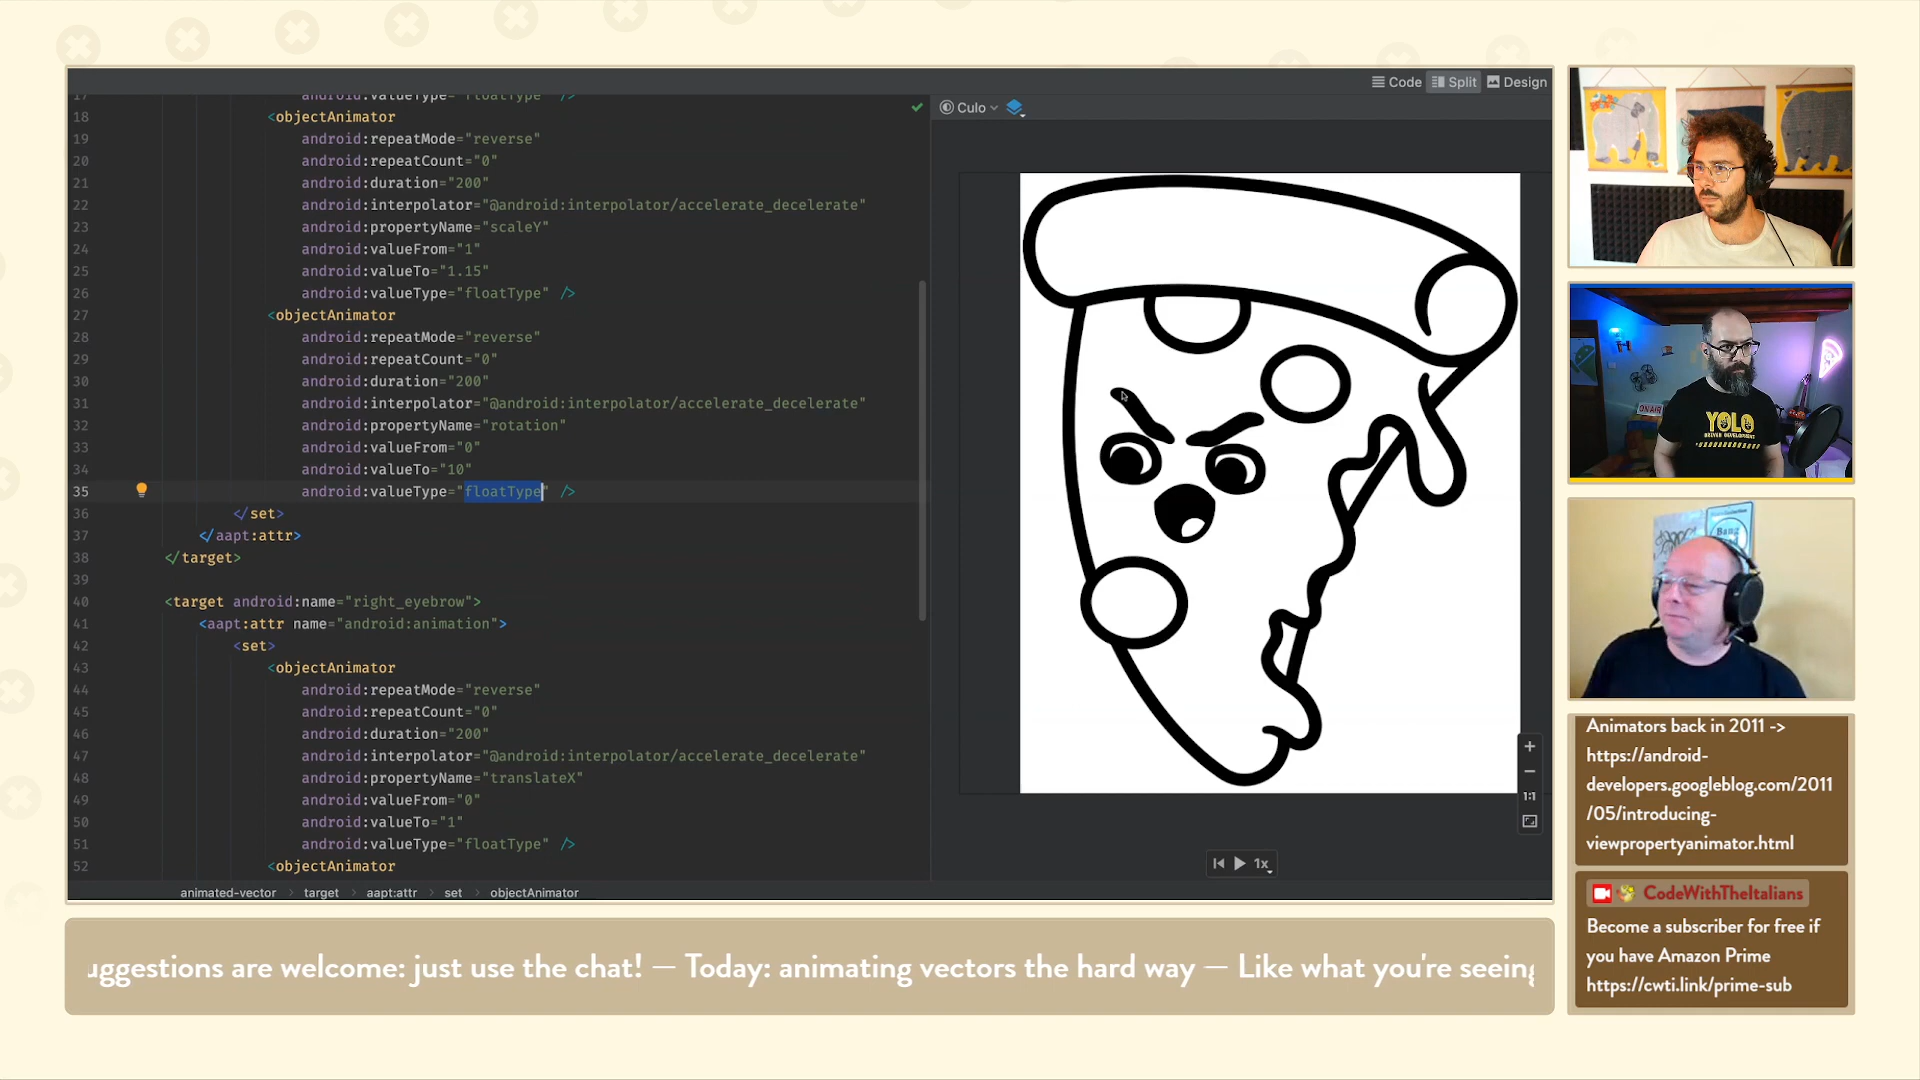 Code Split Design
17 android:valueType="floatType" />
18 <objectAnimator
19 android:repeatMode="reverse"
20 android:repeatCount="0"
21 android:duration="200"
22 android:interpolator="@android:interpolator/accelerate_decelerate"
23 android:propertyName="scaleY"
24 android:valueFrom="1"
25 android:valueTo="1.15"
26 android:valueType="floatType" />
27 <objectAnimator
28 android:repeatMode="reverse"
29 android:repeatCount="0"
30 android:duration="200"
31 android:interpolator="@android:interpolator/accelerate_decelerate"
32 android:propertyName="rotation"
33 android:valueFrom="0"
34 android:valueTo="10"
35 android:valueType="floatType" />
36 </set>
37 </aapt:attr>
38 </target>
39
40 <target android:name="right_eyebrow">
41 <aapt:attr name="android:animation">
42 <set>
43 <objectAnimator
44 android:repeatMode="reverse"
45 android:repeatCount="0"
46 android:duration="200"
47 android:interpolator="@android:interpolator/accelerate_decelerate"
48 android:propertyName="translateX"
49 android:valueFrom="0"
50 android:valueTo="1"
51 android:valueType="floatType" />
52 <objectAnimator
animated-vector > target > aapt:attr > set > objectAnimator
Culo
1:1
1x
ON AIR
YOLO
DRIVEN DEVELOPMENT
Animators back in 2011 ->
https://android-
developers.googleblog.com/2011
/05/introducing-
viewpropertyanimator.html
CodeWithTheItalians
Become a subscriber for free if
you have Amazon Prime
https://cwti.link/prime-sub
uggestions are welcome: just use the chat! — Today: animating vectors the hard way — Like what you're seeing